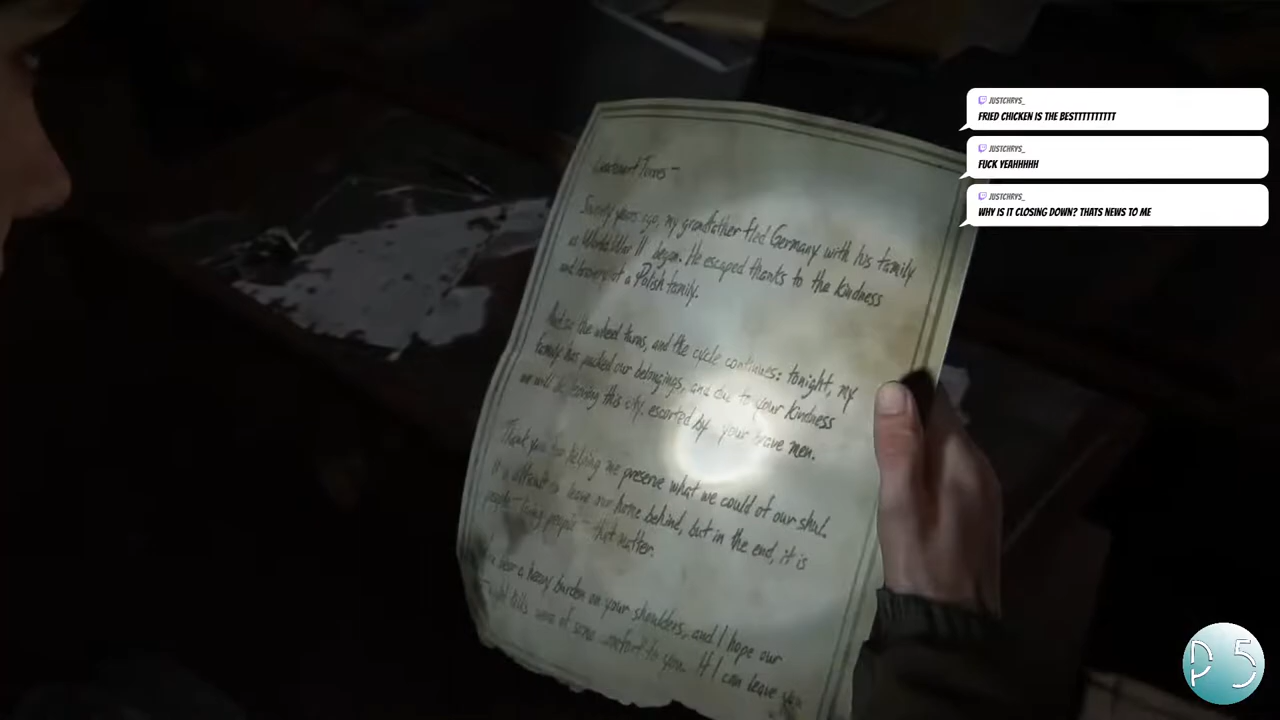 Lieutenant Torres -
Seventy years ago, my grandfather fled Germany with his family
as World War II began. He escaped thanks to the kindness
and bravery of a Polish family.
And so the wheel turns, and the cycle continues: tonight, my
family has packed our belongings, and due to your kindness
we will be leaving this city, escorted by your brave men.
Thank you for helping me preserve what we could of our shul.
It is difficult to leave our home behind, but in the end, it is
people - living people - that matter.
bear a heavy burden on your shoulders, and I hope our
of some comfort to you. If I can leave you
JUSTCHRYS_
FRIED CHICKEN IS THE BESTTTTTTTTTT
JUSTCHRYS_
FUCK YEAHHHHH
JUSTCHRYS_
WHY IS IT CLOSING DOWN? THATS NEWS TO ME
P 5